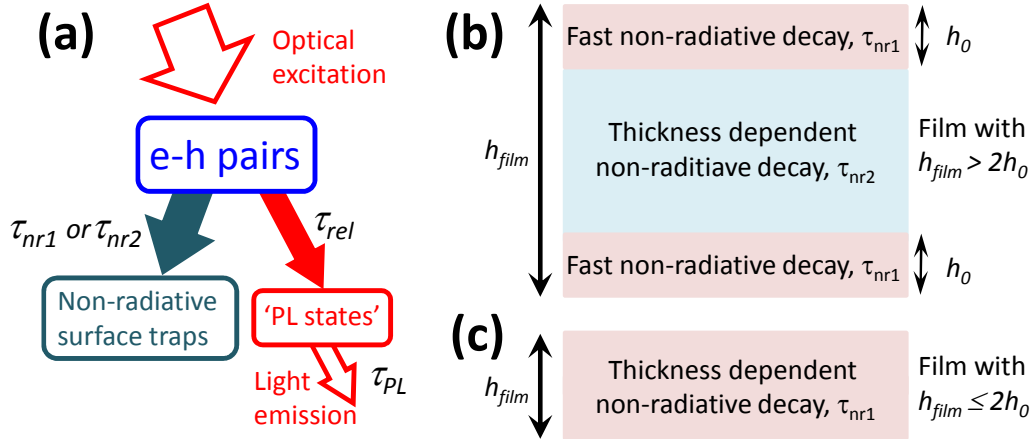 (a)
Optical
excitation
e-h pairs
τnr1 or τnr2
τrel
Non-radiative
surface traps
‘PL states’
Light
emission
τPL
(b)
Fast non-radiative decay, τnr1
h0
hfilm
Thickness dependent
non-raditiave decay, τnr2
Film with
hfilm > 2h0
Fast non-radiative decay, τnr1
h0
(c)
hfilm
Thickness dependent
non-radiative decay, τnr1
Film with
hfilm ≤ 2h0